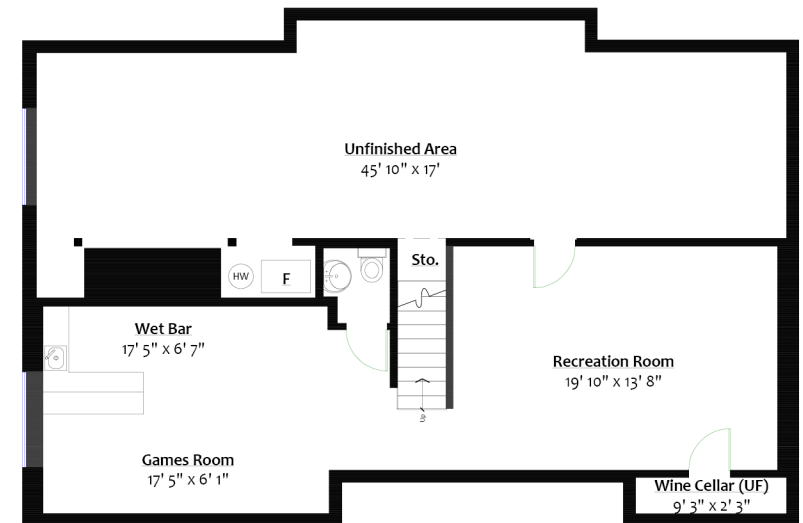 Unfinished Area
45' 10" x 17'
Sto.
HW
F
Wet Bar
17' 5" x 6' 7"
Recreation Room
19' 10" x 13' 8"
Games Room
17' 5" x 6' 1"
Wine Cellar (UF)
9' 3" x 2' 3"